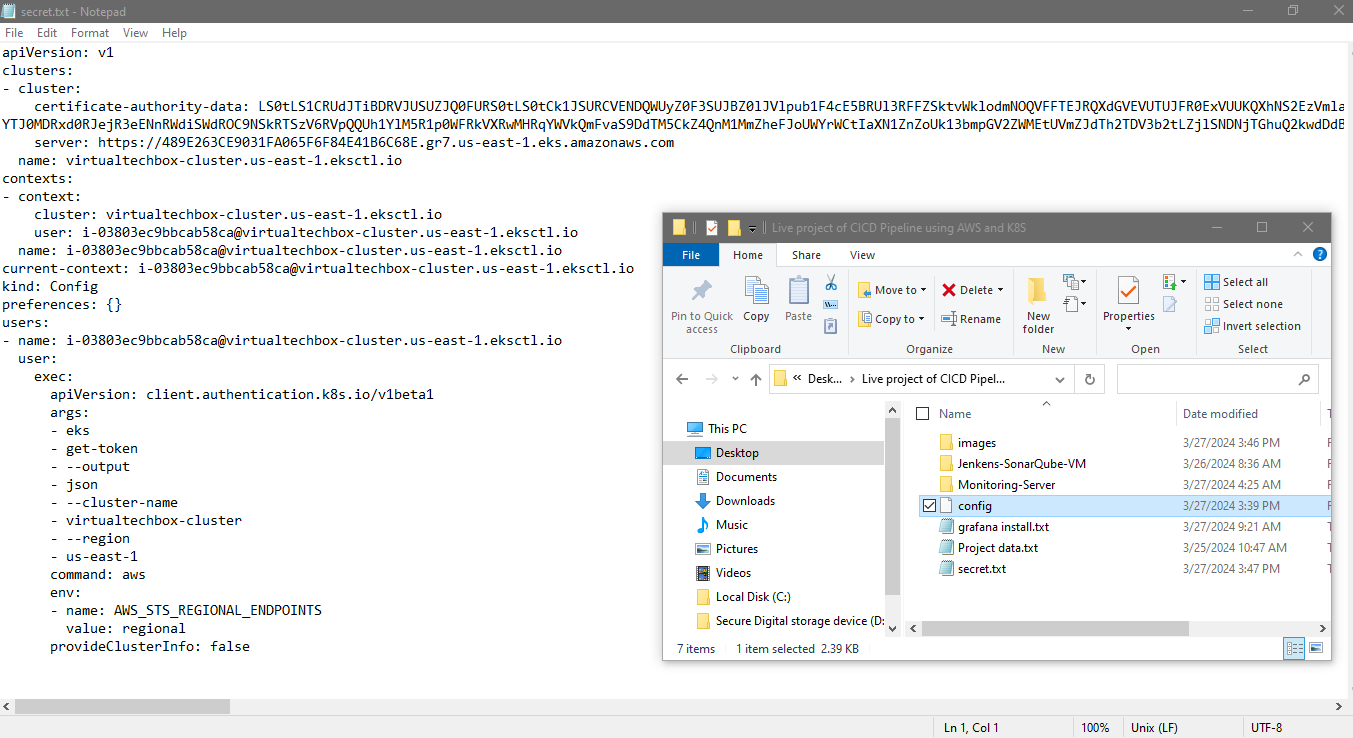 secret.txt - Notepad
File Edit Format View Help
apiVersion: v1
clusters:
- cluster:
certificate-authority-data:
server: https://489E263CE9031FA065F6F84E41B6C68E.gr7.us-east-1.eks.amazonaws.com
name: virtualtechbox-cluster.us-east-1.eksctl.io
contexts:
- context:
cluster: virtualtechbox-cluster.us-east-1.eksctl.io
user: i-03803ec9bbcab58ca@virtualtechbox-cluster.us-east-1.eksctl.io
name: i-03803ec9bbcab58ca@virtualtechbox-cluster.us-east-1.eksctl.io
current-context: i-03803ec9bbcab58ca@virtualtechbox-cluster.us-east-1.eksctl.io
kind: Config
preferences: {}
users:
- name: i-03803ec9bbcab58ca@virtualtechbox-cluster.us-east-1.eksctl.io
user:
exec:
apiVersion: client.authentication.k8s.io/v1beta1
args:
- eks
- get-token
- --output
- json
- --cluster-name
- virtualtechbox-cluster
- --region
- us-east-1
command: aws
env:
- name: AWS_STS_REGIONAL_ENDPOINTS
value: regional
provideClusterInfo: false
Ln 1, Col 1 100% Unix (LF) UTF-8
Live project of CICD Pipeline using AWS and K8S
File Home Share View
Pin to Quick access
Copy
Paste
Clipboard
Move to
Copy to
Delete
Rename
Organize
New folder
New
Properties
Open
Select all
Select none
Invert selection
Select
« Desk... › Live project of CICD Pipel...
This PC
Desktop
Documents
Downloads
Music
Pictures
Videos
Local Disk (C:)
Secure Digital storage device (D:
Name Date modified
images 3/27/2024 3:46 PM
Jenkens-SonarQube-VM 3/26/2024 8:36 AM
Monitoring-Server 3/27/2024 4:25 AM
config 3/27/2024 3:39 PM
grafana install.txt 3/27/2024 9:21 AM
Project data.txt 3/25/2024 10:47 AM
secret.txt 3/27/2024 3:47 PM
7 items 1 item selected 2.39 KB